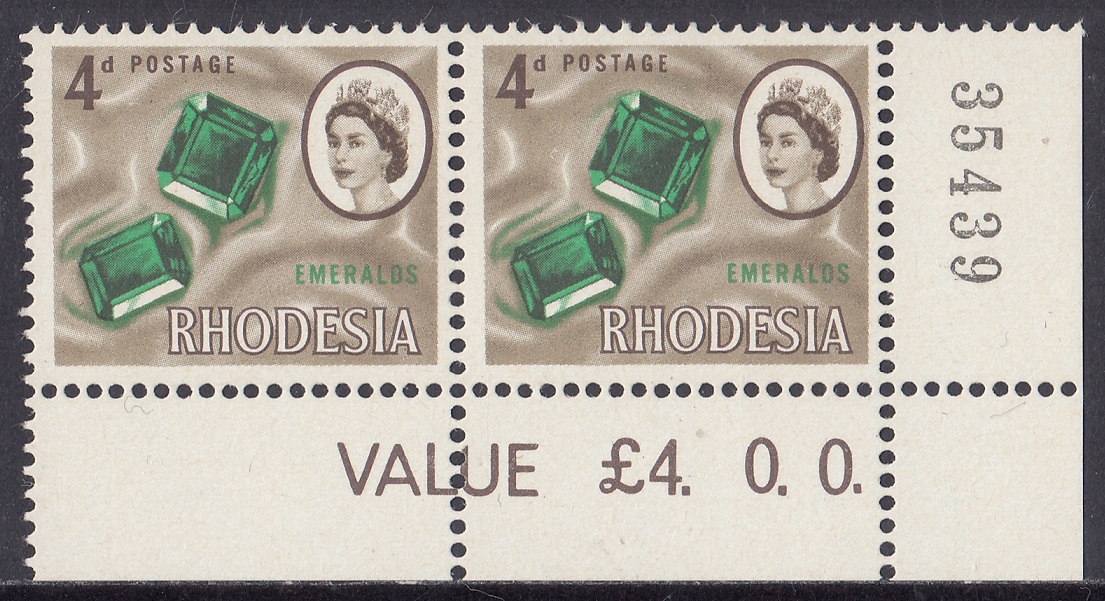 4d POSTAGE
EMERALDS
RHODESIA
4d POSTAGE
EMERALDS
RHODESIA
35439
VALUE £4. 0. 0.